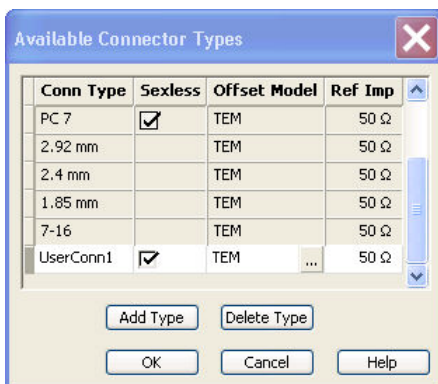 Available Connector Types
Conn Type Sexless Offset Model Ref Imp
PC 7 TEM 50 Ω
2.92 mm TEM 50 Ω
2.4 mm TEM 50 Ω
1.85 mm TEM 50 Ω
7-16 TEM 50 Ω
UserConn1 TEM ... 50 Ω
Add Type Delete Type
OK Cancel Help